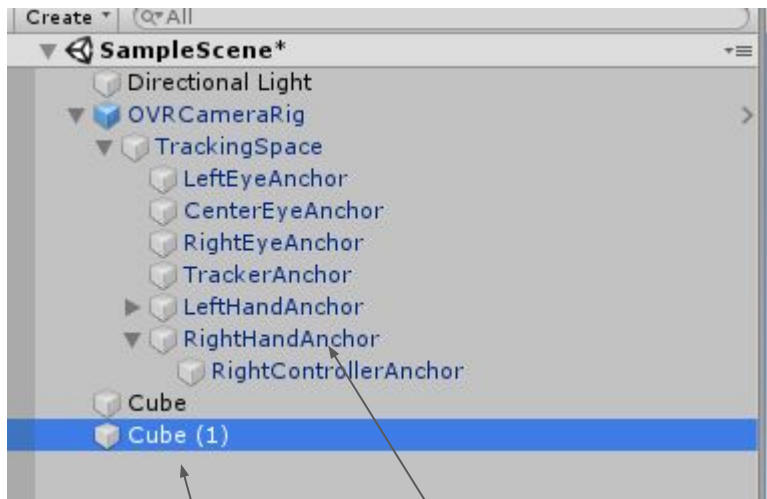 Create All
SampleScene*
Directional Light
OVRCameraRig
TrackingSpace
LeftEyeAnchor
CenterEyeAnchor
RightEyeAnchor
TrackerAnchor
LeftHandAnchor
RightHandAnchor
RightControllerAnchor
Cube
Cube (1)